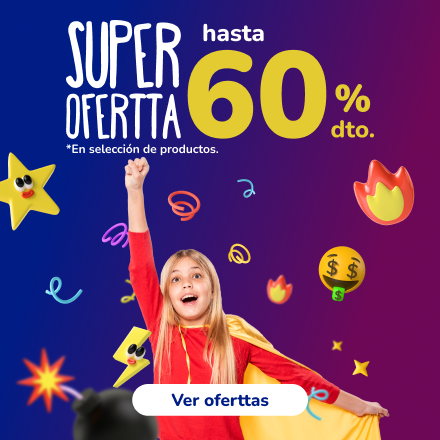 SUPER
OFERTTA
hasta
60%
dto.
*En selección de productos.
Ver oferttas